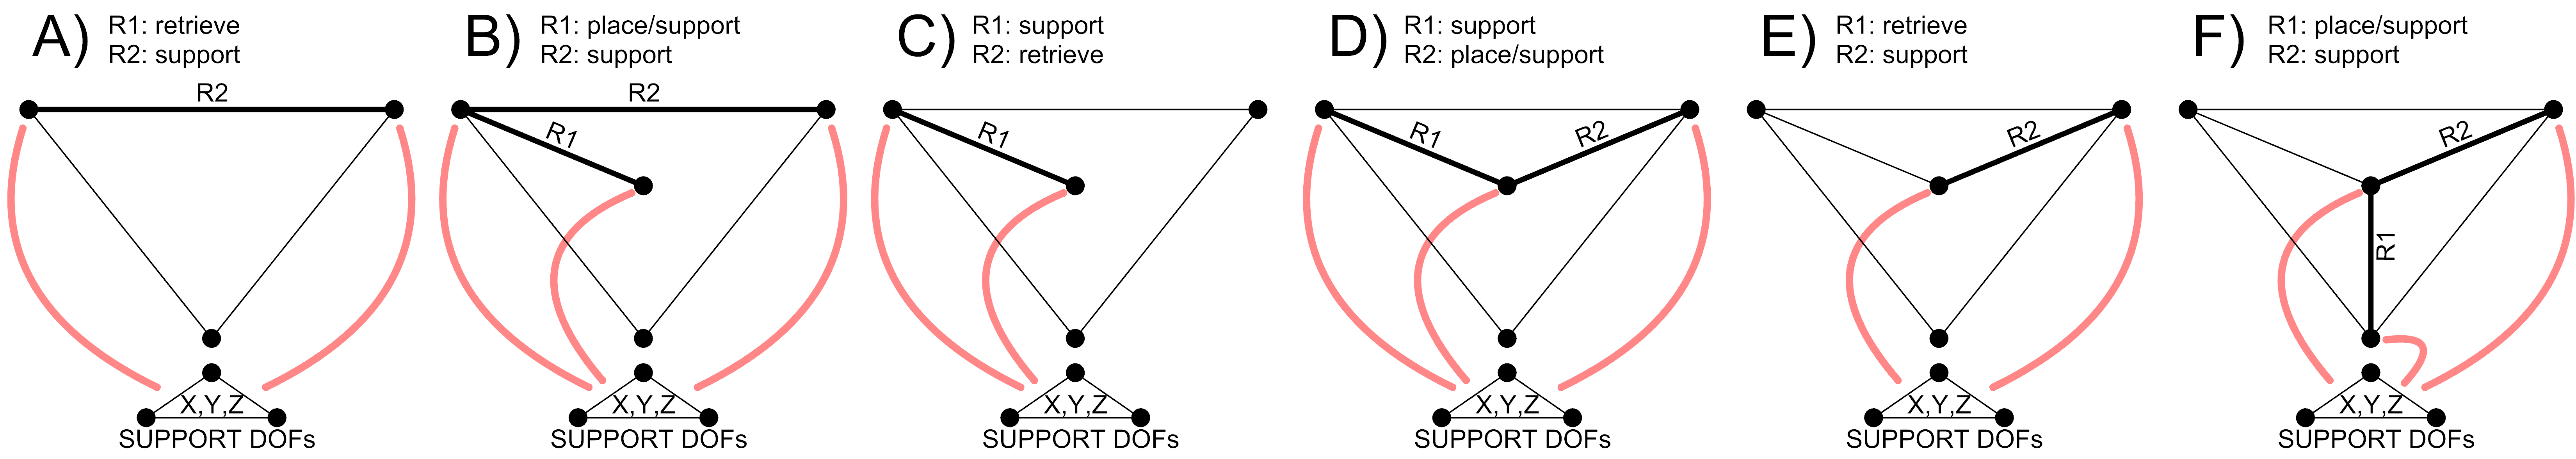 A) R1: retrieve
R2: support
R2
X,Y,Z
SUPPORT DOFs
B) R1: place/support
R2: support
R2
R1
X,Y,Z
SUPPORT DOFs
C) R1: support
R2: retrieve
R1
X,Y,Z
SUPPORT DOFs
D) R1: support
R2: place/support
R1 R2
X,Y,Z
SUPPORT DOFs
E) R1: retrieve
R2: support
R2
X,Y,Z
SUPPORT DOFs
F) R1: place/support
R2: support
R2
R1
X,Y,Z
SUPPORT DOFs